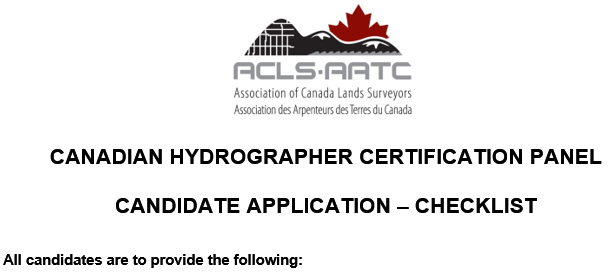 ACLS-AATC
Association of Canada Lands Surveyors
Association des Arpenteurs des Terres du Canada
CANADIAN HYDROGRAPHER CERTIFICATION PANEL
CANDIDATE APPLICATION – CHECKLIST
All candidates are to provide the following: